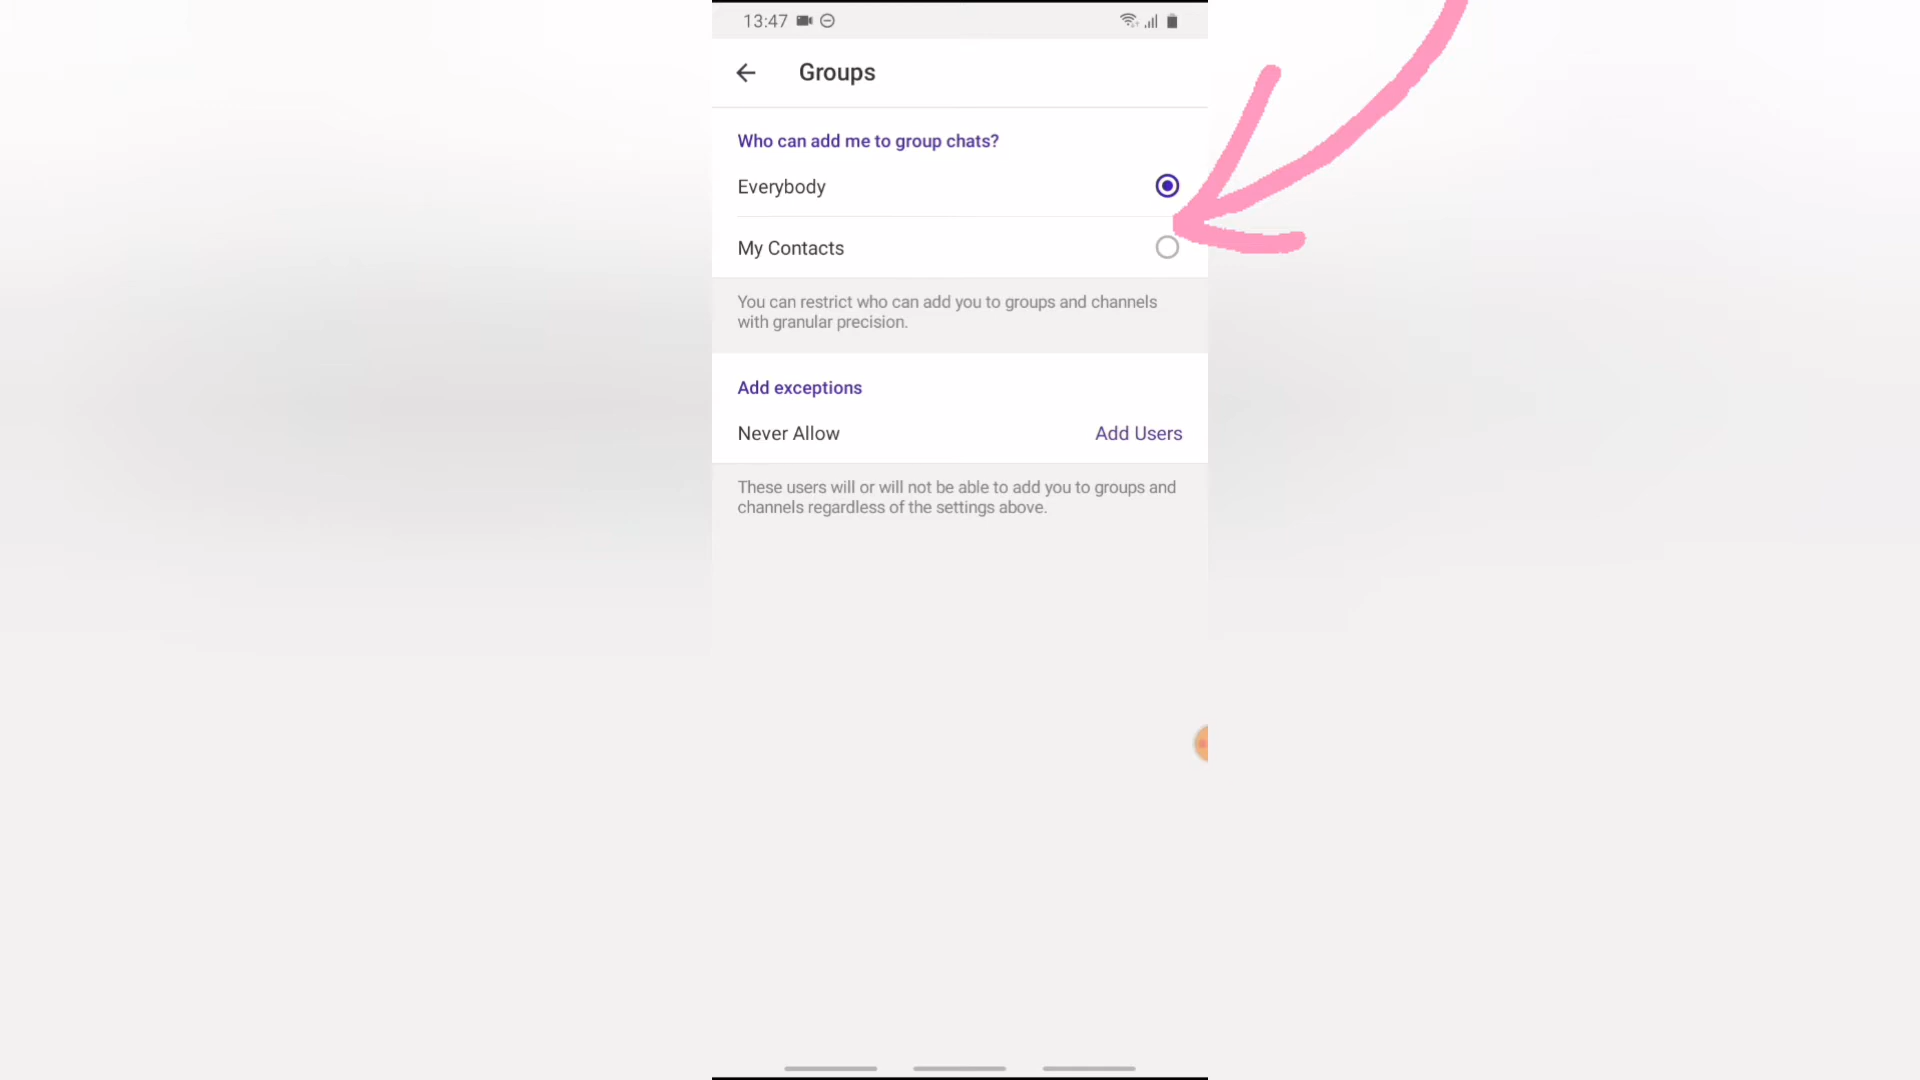 13:47
Groups
Who can add me to group chats?
Everybody
My Contacts
You can restrict who can add you to groups and channels
with granular precision.
Add exceptions
Never Allow Add Users
These users will or will not be able to add you to groups and
channels regardless of the settings above.